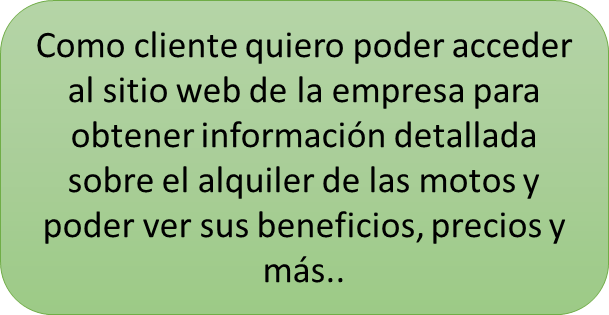 Como cliente quiero poder acceder
al sitio web de la empresa para
obtener información detallada
sobre el alquiler de las motos y
poder ver sus beneficios, precios y
más..